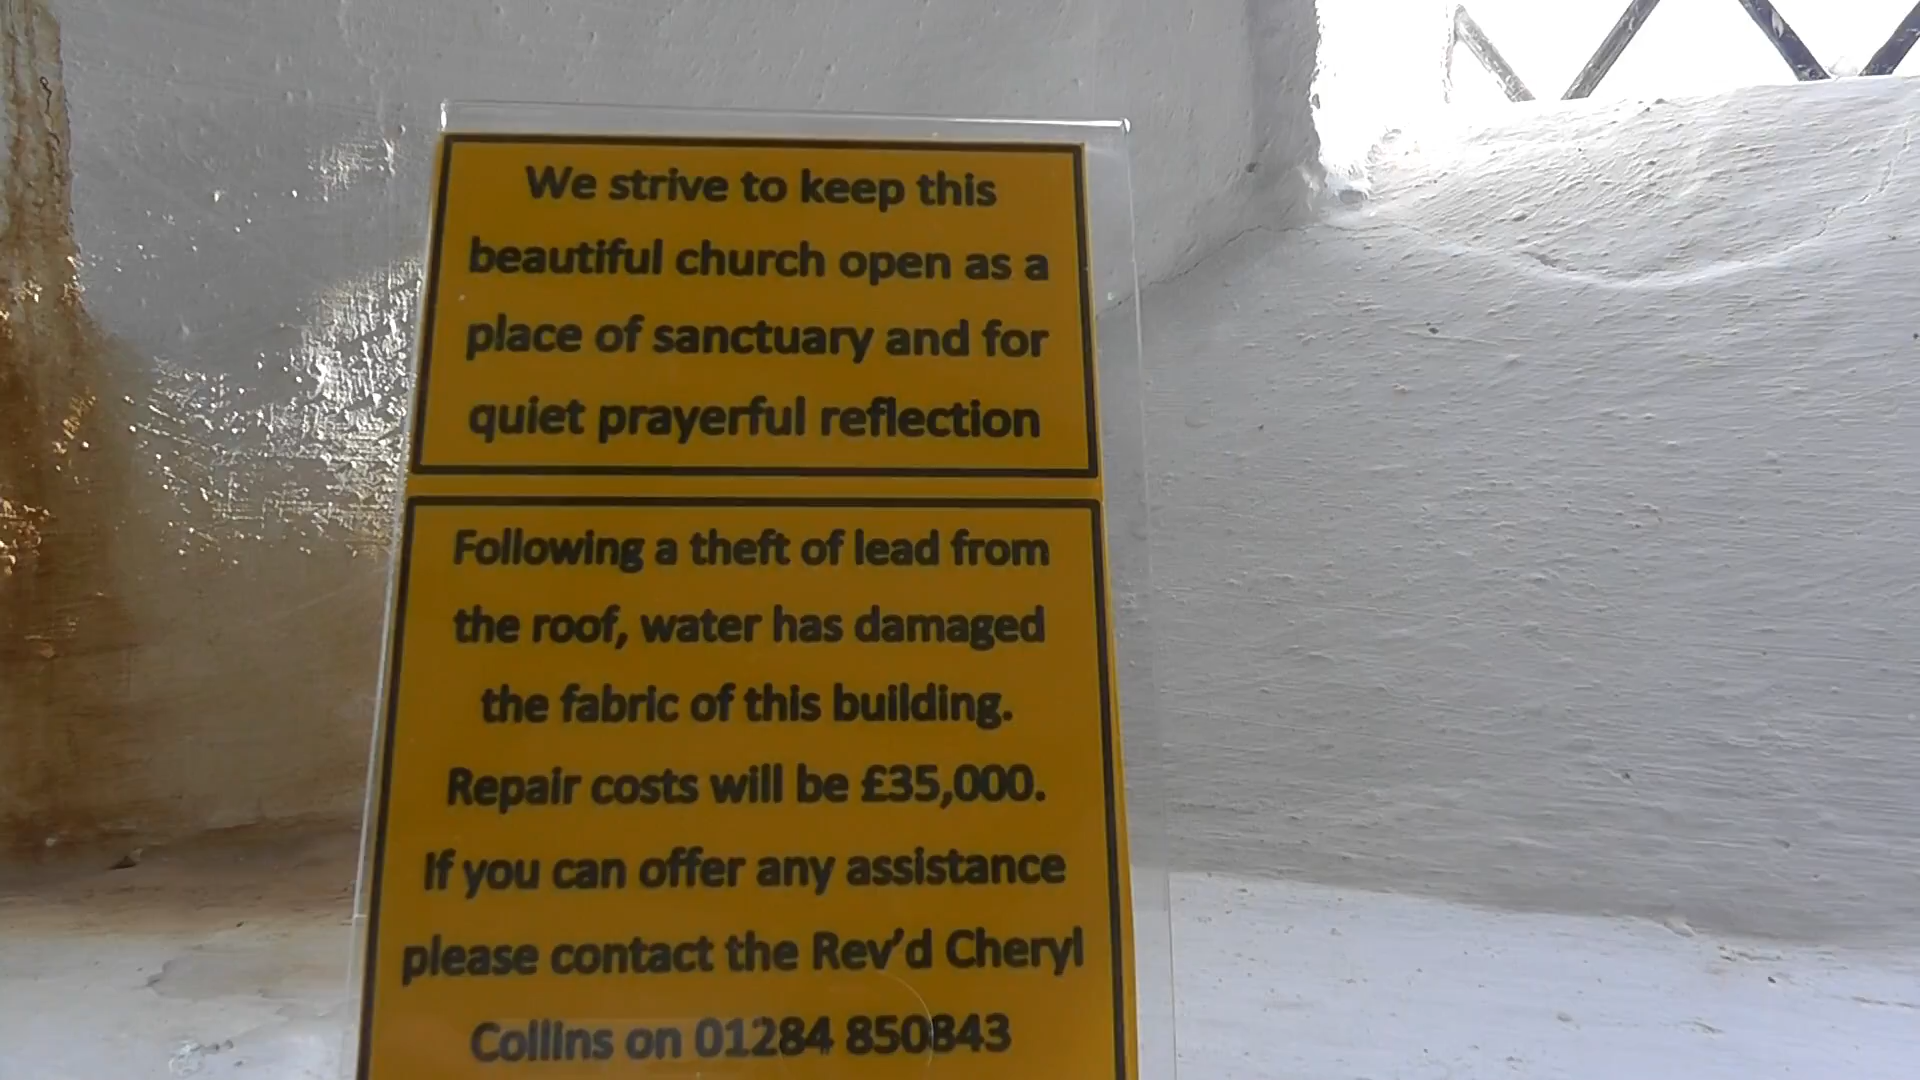 We strive to keep this
beautiful church open as a
place of sanctuary and for
quiet prayerful reflection
Following a theft of lead from
the roof, water has damaged
the fabric of this building.
Repair costs will be £35,000.
If you can offer any assistance
please contact the Rev'd Cheryl
Collins on 01284 850843